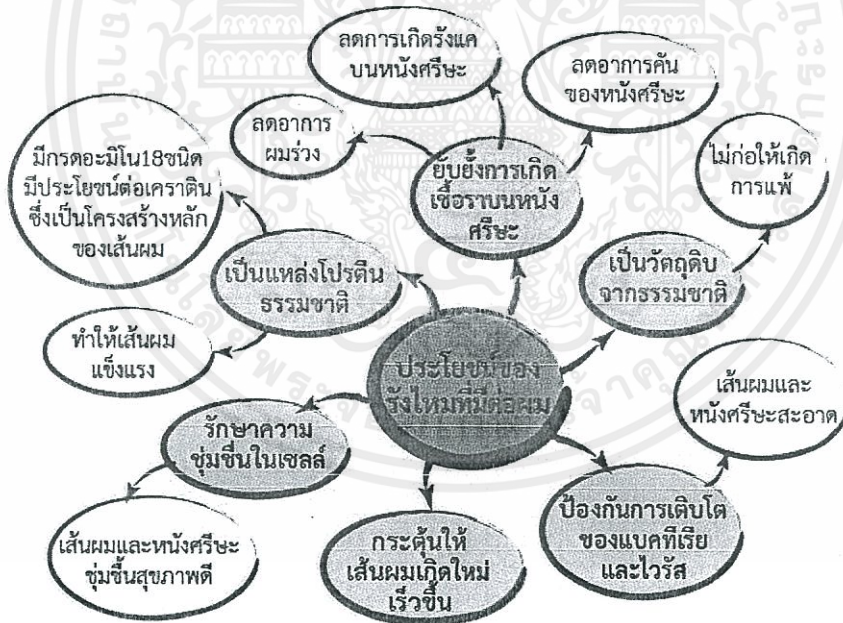 ลดการเกิดรังแค
บนหนังศรีษะ
ลดอาการคัน
ของหนังศรีษะ
ลดอาการ
ผมร่วง
ไม่ก่อให้เกิด
การแพ้
มีกรดอะมิโน18ชนิด
มีประโยชน์ต่อเคราติน
ซึ่งเป็นโครงสร้างหลัก
ของเส้นผม
ยับยั้งการเกิด
เชื้อราบนหนัง
ศรีษะ
เป็นแหล่งโปรตีน
ธรรมชาติ
เป็นวัตถุดิบ
จากธรรมชาติ
ทำให้เส้นผม
แข็งแรง
ประโยชน์ของ
รังไหมที่มีต่อผม
เส้นผมและ
หนังศรีษะสะอาด
รักษาความ
ชุ่มชื่นในเซลล์
ป้องกันการเติบโต
ของแบคทีเรีย
และไวรัส
กระตุ้นให้
เส้นผมเกิดใหม่
เร็วขึ้น
เส้นผมและหนังศรีษะ
ชุ่มชื้นสุขภาพดี